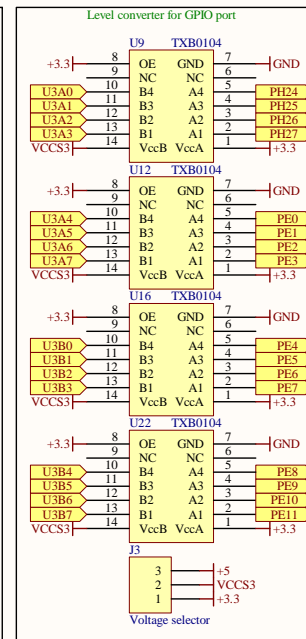 Level converter for GPIO port
U9 TXB0104
+3.3 8 OE GND 7 GND
9 NC NC 6
U3A0 10 B4 A4 5 PH24
U3A1 11 B3 A3 4 PH25
U3A2 12 B2 A2 3 PH26
U3A3 13 B1 A1 2 PH27
VCCS3 14 VccB VccA 1 +3.3
U12 TXB0104
+3.3 8 OE GND 7 GND
9 NC NC 6
U3A4 10 B4 A4 5 PE0
U3A5 11 B3 A3 4 PE1
U3A6 12 B2 A2 3 PE2
U3A7 13 B1 A1 2 PE3
VCCS3 14 VccB VccA 1 +3.3
U16 TXB0104
+3.3 8 OE GND 7 GND
9 NC NC 6
U3B0 10 B4 A4 5 PE4
U3B1 11 B3 A3 4 PE5
U3B2 12 B2 A2 3 PE6
U3B3 13 B1 A1 2 PE7
VCCS3 14 VccB VccA 1 +3.3
U22 TXB0104
+3.3 8 OE GND 7 GND
9 NC NC 6
U3B4 10 B4 A4 5 PE8
U3B5 11 B3 A3 4 PE9
U3B6 12 B2 A2 3 PE10
U3B7 13 B1 A1 2 PE11
VCCS3 14 VccB VccA 1 +3.3
J3
3 +5
2 VCCS3
1 +3.3
Voltage selector